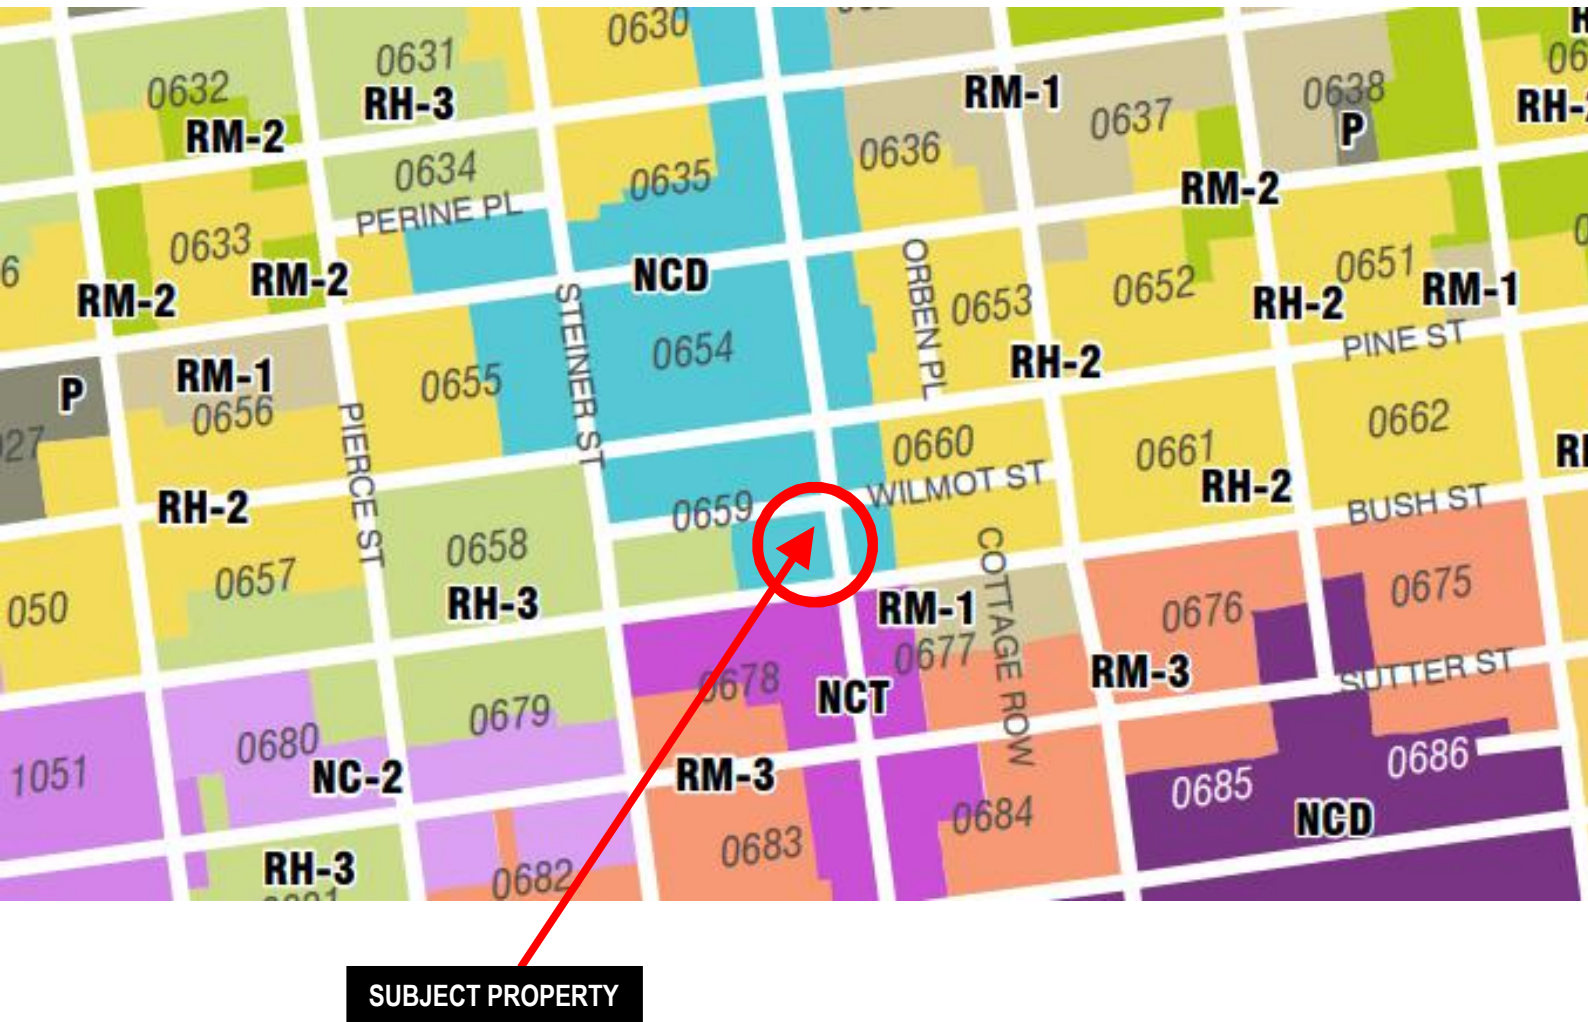 0630
0631
0632
RH-3
RM-2
RM-1
0637
0638
P
RH-2
0636
0634
0635
PERINE PL
RM-2
0633
RM-2
RM-2
NCD
ORBEN PL
0653
0652
0651
RH-2
RM-1
STEINER ST
0654
0655
RH-2
PINE ST
P
RM-1
0656
PIERCE ST
0660
0661
0662
RH-2
RH-2
WILMOT ST
BUSH ST
0659
0658
0657
RH-3
050
COTTAGE ROW
RM-1
0677
0676
0675
RM-3
SUTTER ST
0678
NCT
0679
0680
NC-2
1051
RM-3
0683
0684
0685
0686
NCD
RH-3
0682
SUBJECT PROPERTY